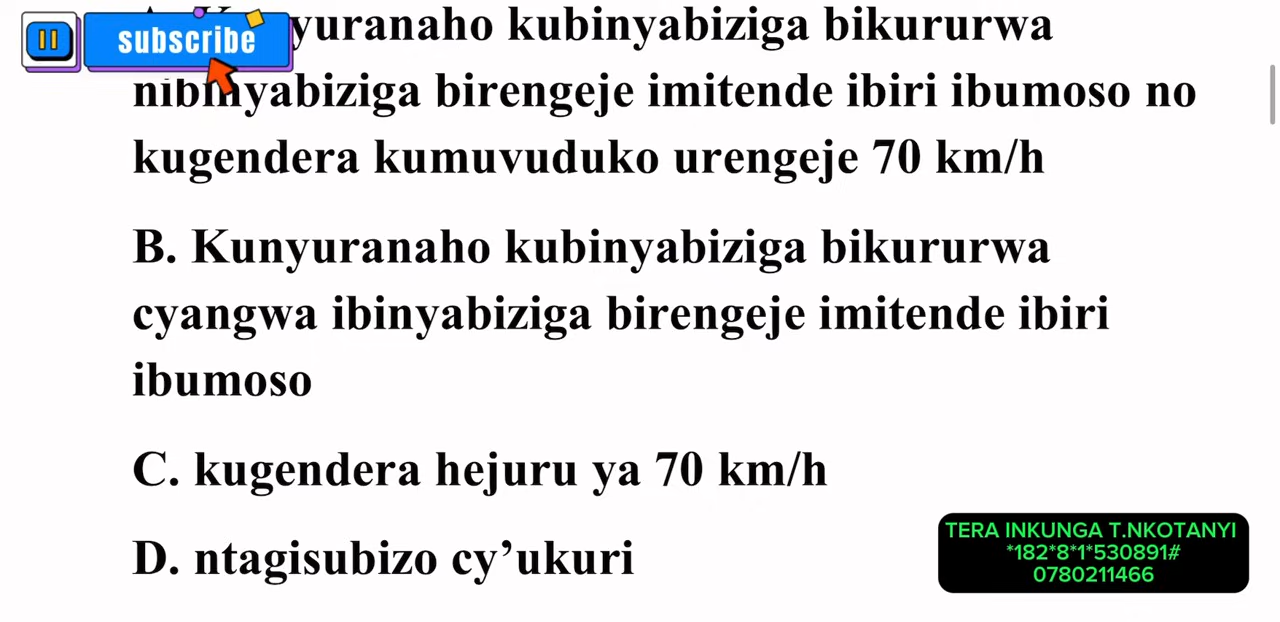 subscribe
yuranaho kubinyabiziga bikururwa
nibinyabiziga birengeje imitende ibiri ibumoso no
kugendera kumuvuduko urengeje 70 km/h
B. Kunyuranaho kubinyabiziga bikururwa
cyangwa ibinyabiziga birengeje imitende ibiri
ibumoso
C. kugendera hejuru ya 70 km/h
D. ntagisubizo cy’ukuri
TERA INKUNGA T.NKOTANYI
*182*8*1*530891#
0780211466